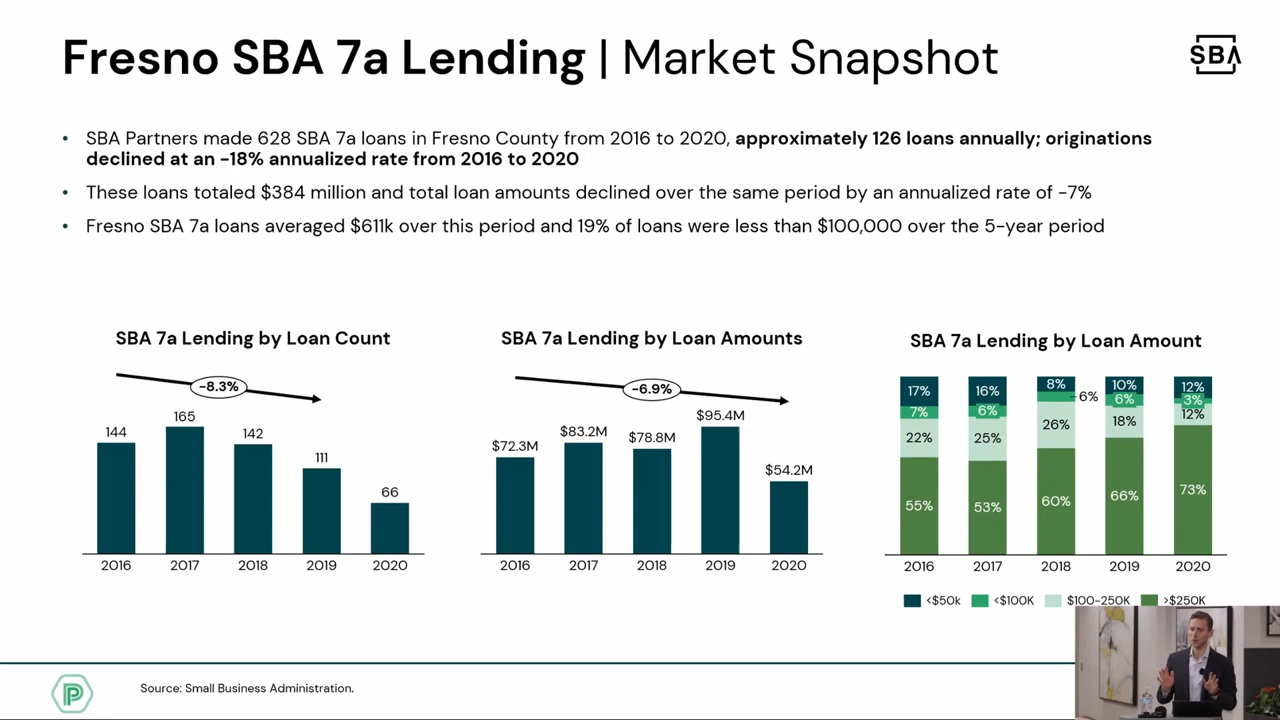 Fresno SBA 7a Lending | Market Snapshot
SBA
• SBA Partners made 628 SBA 7a loans in Fresno County from 2016 to 2020, approximately 126 loans annually; originations
declined at an -18% annualized rate from 2016 to 2020
• These loans totaled $384 million and total loan amounts declined over the same period by an annualized rate of -7%
• Fresno SBA 7a loans averaged $611k over this period and 19% of loans were less than $100,000 over the 5-year period
SBA 7a Lending by Loan Count
-8.3%
144 165 142 111 66
2016 2017 2018 2019 2020
SBA 7a Lending by Loan Amounts
-6.9%
$72.3M $83.2M $78.8M $95.4M $54.2M
2016 2017 2018 2019 2020
SBA 7a Lending by Loan Amount
17% 16% 8% 10% 12%
7% 6% 6% 6% 3%
22% 25% 26% 18% 12%
55% 53% 60% 66% 73%
2016 2017 2018 2019 2020
<$50k <$100K $100-250K >$250K
P
Source: Small Business Administration.